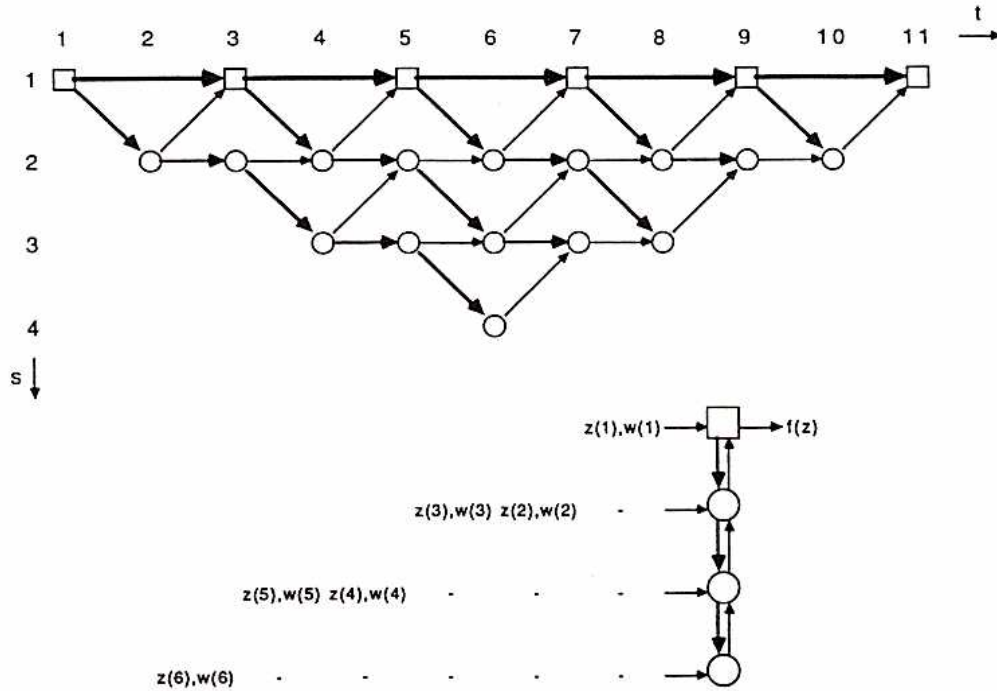 t
1 2 3 4 5 6 7 8 9 10 11
1
2
3
4
s
z(1),w(1) f(z)
z(3),w(3) z(2),w(2) -
z(5),w(5) z(4),w(4) - - -
z(6),w(6) - - - - -